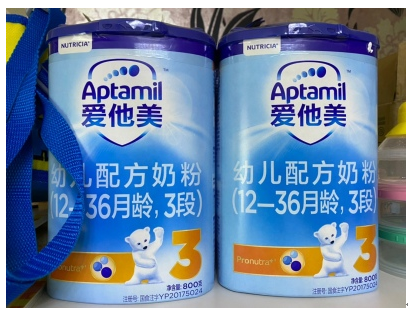 NUTRICIA
Aptamil
爱他美
幼儿配方奶粉
(12—36月龄, 3段)
3
Pronutra+
净含量: 800克
注册号: 国食注字YP20175024
NUTRICIA
Aptamil
爱他美
幼儿配方奶粉
(12—36月龄, 3段)
3
Pronutra+
净含量: 800克
注册号: 国食注字YP20175024